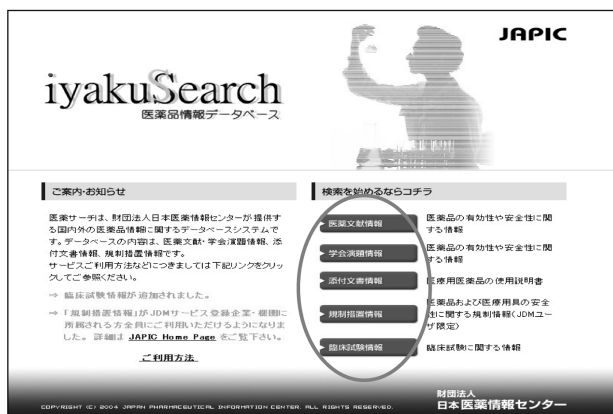 JAPIC
iyakuSearch
医薬品情報データベース
ご案内・お知らせ
医薬サーチは、財団法人日本医薬情報センターが提供す
る国内外の医薬品情報に関するデータベースシステムで
す。データベースの内容は、医薬文献・学会演題情報、添
付文書情報、規制措置情報です。
サービスご利用方法などにつきましては下記リンクをクリッ
クしてご参照ください。
⇒ 臨床試験情報が追加されました。
⇒ 「規制措置情報」がJDMサービス登録企業・機関に
所属される方全員にご利用いただけるようになりま
した。 詳細は JAPIC Home Page をご覧下さい。
ご利用方法
検索を始めるならコチラ
医薬文献情報
医薬品の有効性や安全性に関
する情報
学会演題情報
医薬品の有効性や安全性に関
する情報
添付文書情報
医療用医薬品の使用説明書
規制措置情報
医薬品および医療用具の安全
性に関する規制情報(JDMユー
ザ限定)
臨床試験情報
臨床試験に関する情報
COPYRIGHT (C) 2004 JAPAN PHARMACEUTICAL INFORMATION CENTER. ALL RIGHTS RESERVED.
財団法人
日本医薬情報センター